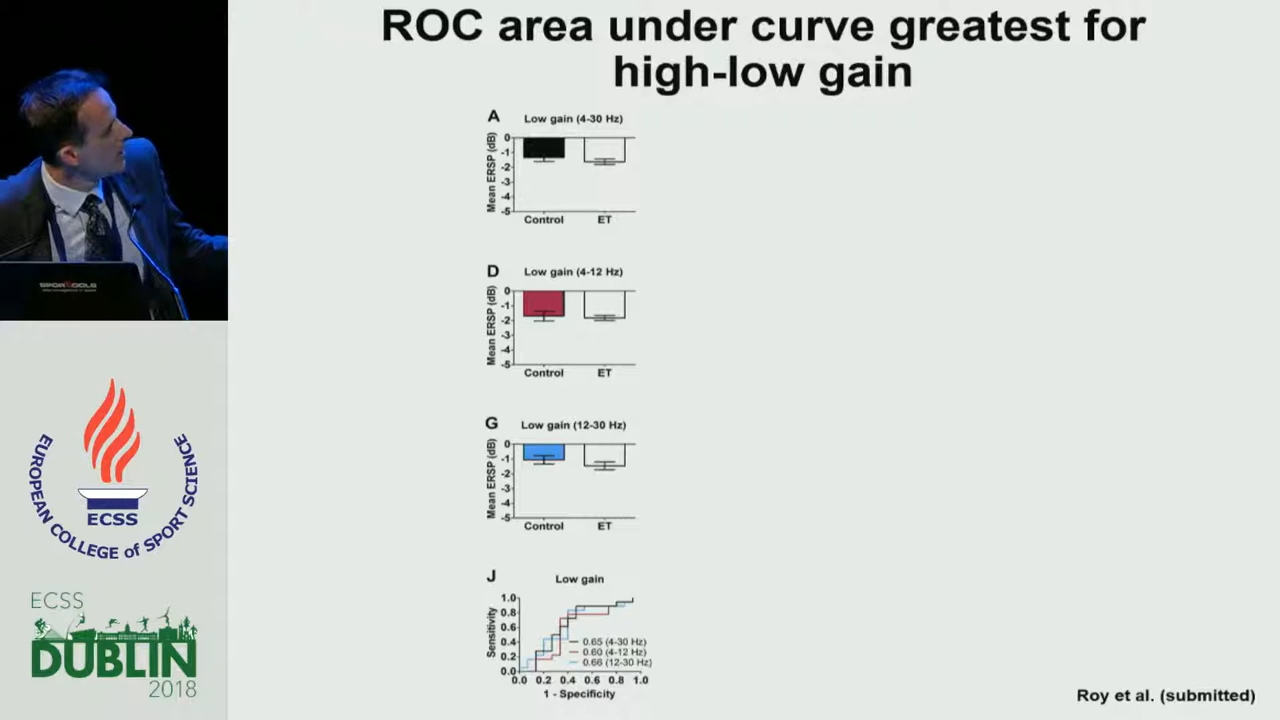 ROC area under curve greatest for
high-low gain
A
Low gain (4-30 Hz)
Mean ERSP (dB)
0
-1
-2
-3
-4
-5
Control
ET
D
Low gain (4-12 Hz)
Mean ERSP (dB)
0
-1
-2
-3
-4
-5
Control
ET
G
Low gain (12-30 Hz)
Mean ERSP (dB)
0
-1
-2
-3
-4
-5
Control
ET
J
Low gain
Sensitivity
1.0
0.8
0.6
0.4
0.2
0.0
0.65 (4-30 Hz)
0.60 (4-12 Hz)
0.66 (12-30 Hz)
0.0 0.2 0.4 0.6 0.8 1.0
1 - Specificity
Roy et al. (submitted)
EUROPEAN COLLEGE of SPORT SCIENCE
ECSS
ECSS
DUBLIN
2018